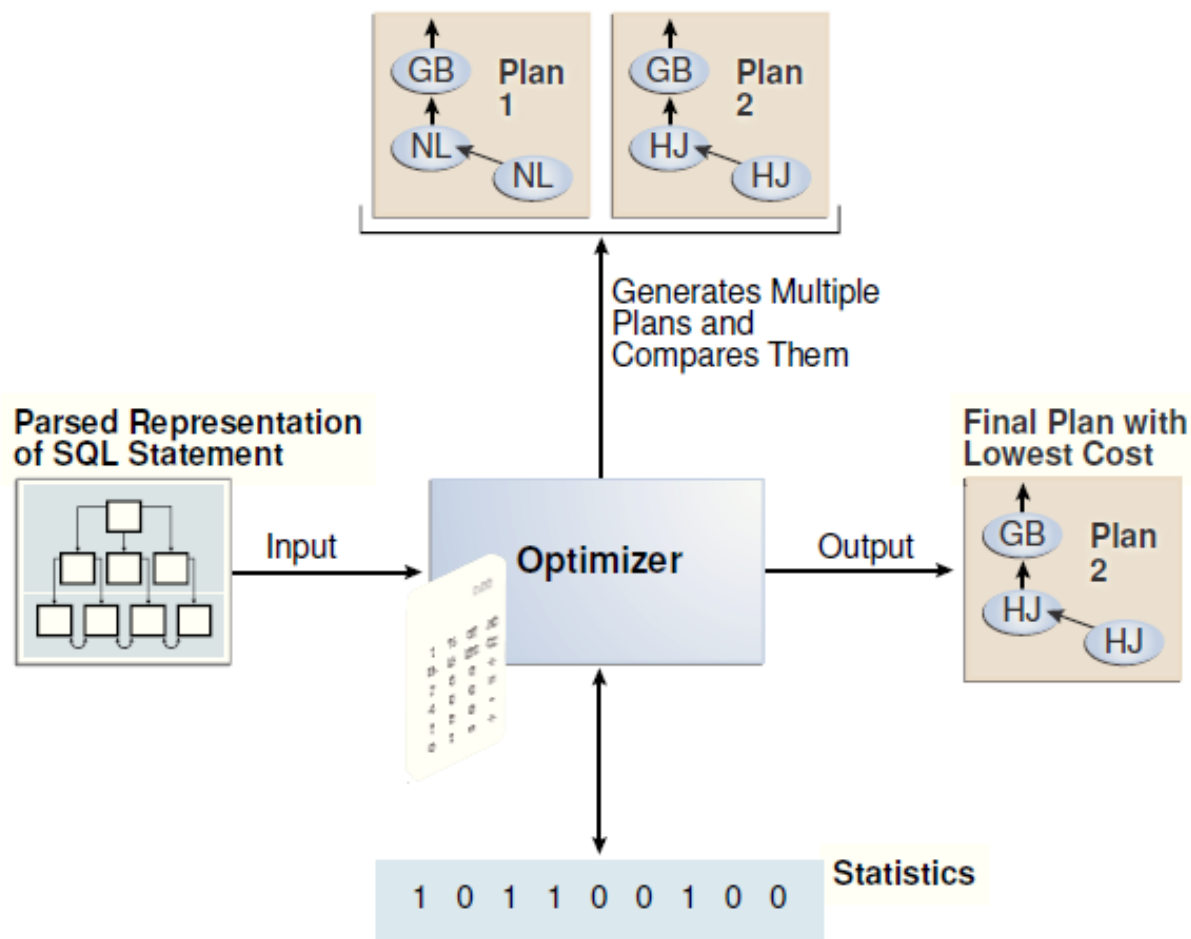 GB
Plan
1
NL
NL
GB
Plan
2
HJ
HJ
Generates Multiple
Plans and
Compares Them
Parsed Representation
of SQL Statement
Input
Optimizer
Output
Final Plan with
Lowest Cost
GB
Plan
2
HJ
HJ
Statistics
1 0 1 1 0 0 1 0 0